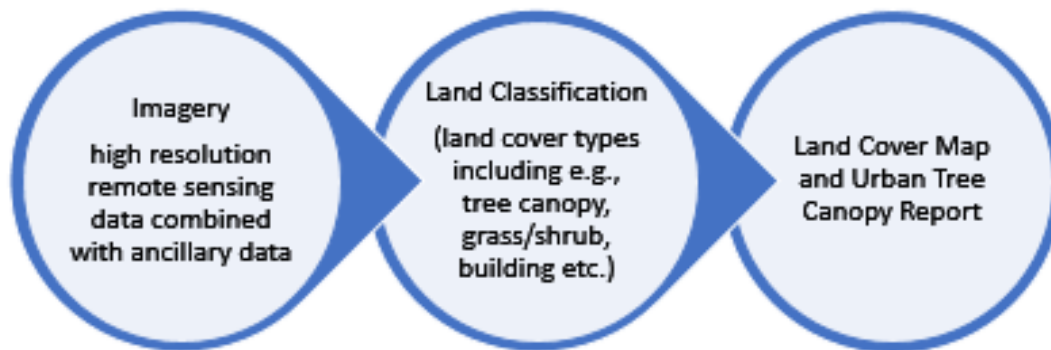 Imagery
high resolution
remote sensing
data combined
with ancillary data
Land Classification
(land cover types
including e.g.,
tree canopy,
grass/shrub,
building etc.)
Land Cover Map
and Urban Tree
Canopy Report